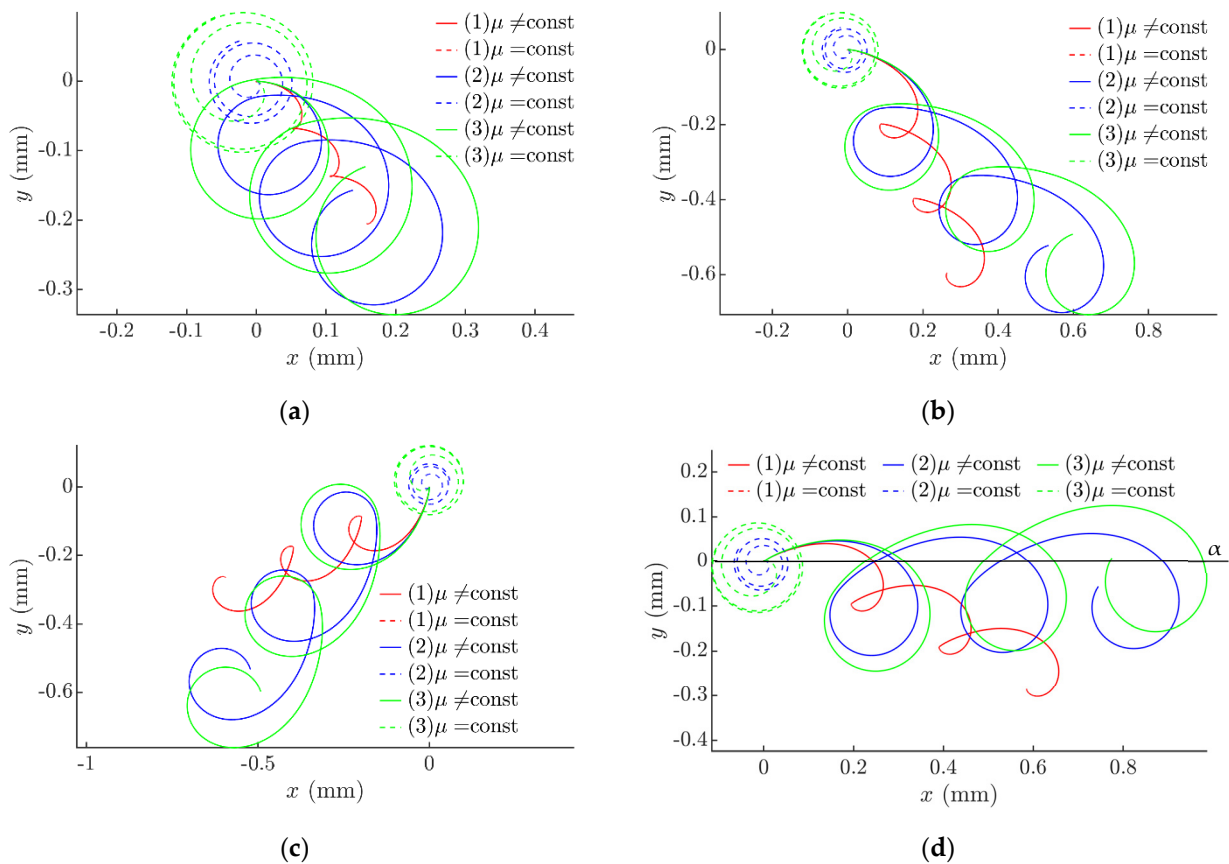 (1)μ ≠const
(1)μ =const
(2)μ ≠const
(2)μ =const
(3)μ ≠const
(3)μ =const
0
-0.1
-0.2
-0.3
y (mm)
-0.2 -0.1 0 0.1 0.2 0.3 0.4
x (mm)
(a)
(1)μ ≠const
(1)μ =const
(2)μ ≠const
(2)μ =const
(3)μ ≠const
(3)μ =const
0
-0.2
-0.4
-0.6
y (mm)
-0.2 0 0.2 0.4 0.6 0.8
x (mm)
(b)
0
-0.2
-0.4
-0.6
y (mm)
(1)μ ≠const
(1)μ =const
(2)μ ≠const
(2)μ =const
(3)μ ≠const
(3)μ =const
-1 -0.5 0
x (mm)
(c)
(1)μ ≠const (2)μ ≠const (3)μ ≠const
(1)μ =const (2)μ =const (3)μ =const
0.2
0.1
0
-0.1
-0.2
-0.3
-0.4
y (mm)
α
0 0.2 0.4 0.6 0.8
x (mm)
(d)